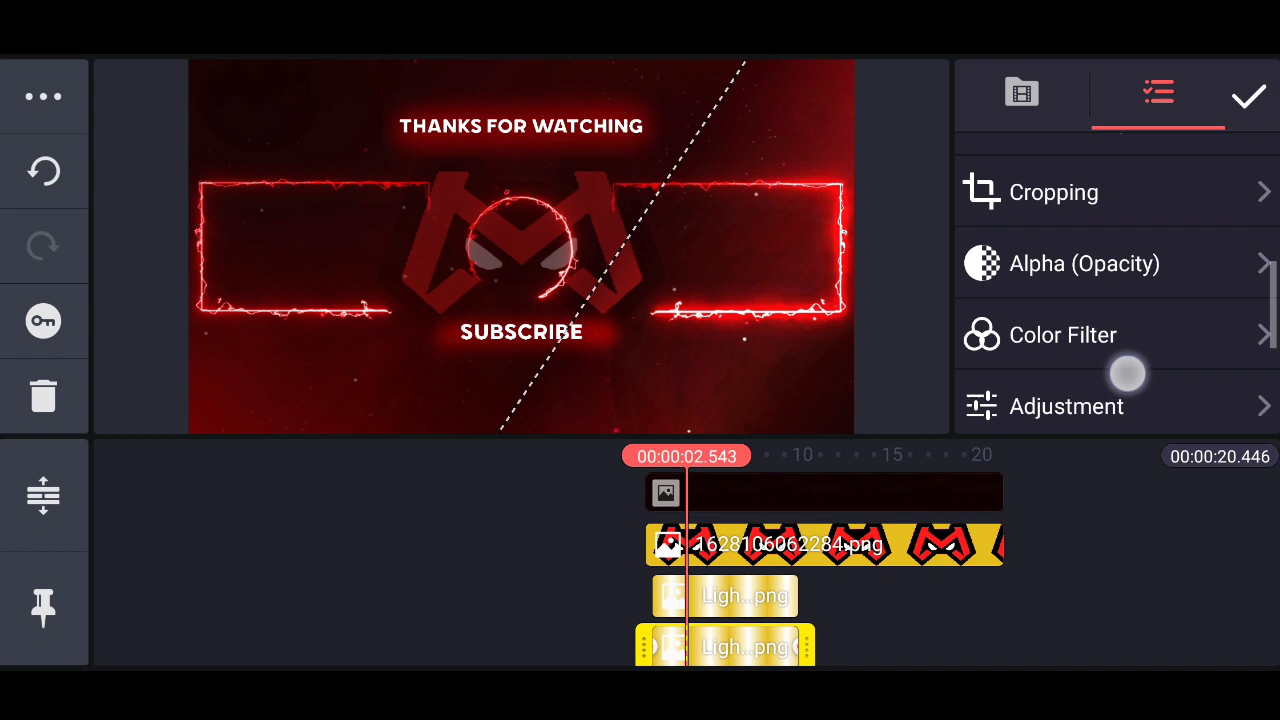 THANKS FOR WATCHING
SUBSCRIBE
Cropping
Alpha (Opacity)
Color Filter
Adjustment
00:00:02.543
10
15
20
00:00:20.446
1628106062284.png
Ligh...png
Ligh...png